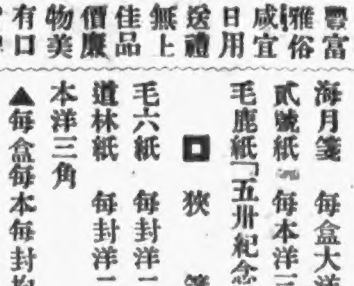 豐富
雅俗
咸宜
日用
送禮
無上
佳品
價廉
物美
有口
海月箋 每盒大洋
貳號紙 每本洋
毛鹿紙「五卅紀念
狹
毛六紙 每封洋
道林紙 每封洋
本洋三角
▲每盒每本每封